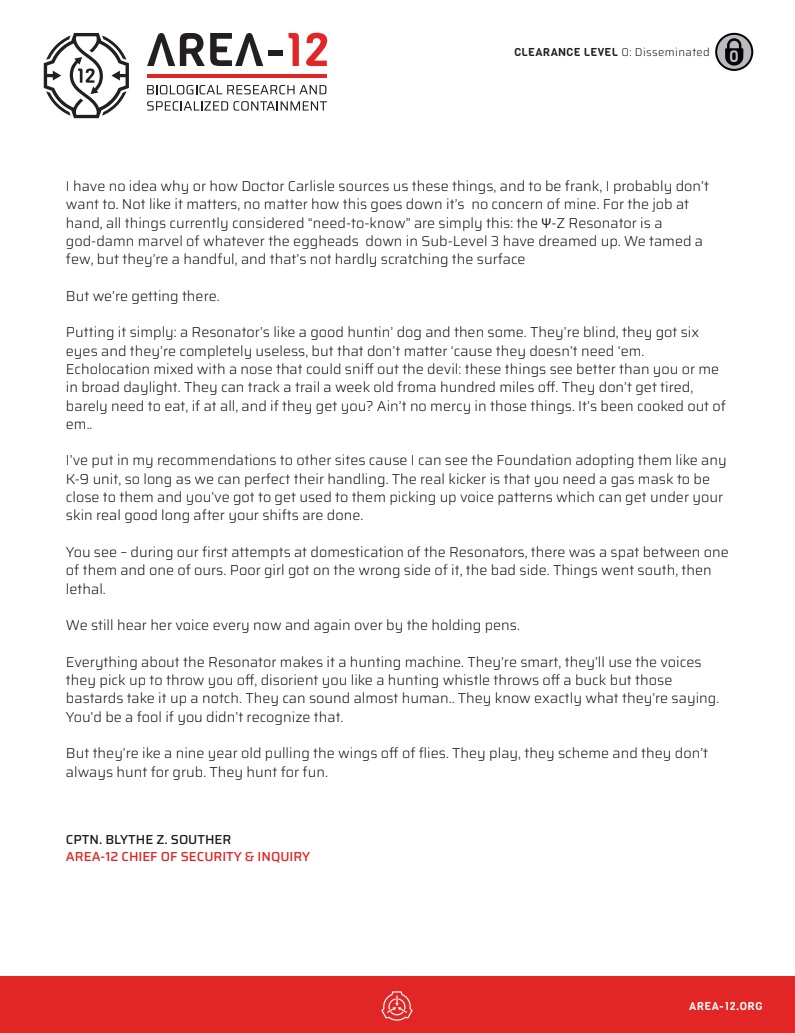 AREA-12
BIOLOGICAL RESEARCH AND
SPECIALIZED CONTAINMENT
12
CLEARANCE LEVEL 0: Disseminated
0
I have no idea why or how Doctor Carlisle sources us these things, and to be frank, I probably don't
want to. Not like it matters, no matter how this goes down it's  no concern of mine. For the job at
hand, all things currently considered “need-to-know” are simply this: the Ψ-Z Resonator is a
god-damn marvel of whatever the eggheads  down in Sub-Level 3 have dreamed up. We tamed a
few, but they're a handful, and that's not hardly scratching the surface
But we're getting there.
Putting it simply: a Resonator's like a good huntin' dog and then some. They're blind, they got six
eyes and they're completely useless, but that don't matter ‘cause they doesn't need ‘em.
Echolocation mixed with a nose that could sniff out the devil: these things see better than you or me
in broad daylight. They can track a trail a week old froma hundred miles off. They don't get tired,
barely need to eat, if at all, and if they get you? Ain't no mercy in those things. It's been cooked out of
em..
I've put in my recommendations to other sites cause I can see the Foundation adopting them like any
K-9 unit, so long as we can perfect their handling. The real kicker is that you need a gas mask to be
close to them and you've got to get used to them picking up voice patterns which can get under your
skin real good long after your shifts are done.
You see – during our first attempts at domestication of the Resonators, there was a spat between one
of them and one of ours. Poor girl got on the wrong side of it, the bad side. Things went south, then
lethal.
We still hear her voice every now and again over by the holding pens.
Everything about the Resonator makes it a hunting machine. They're smart, they'll use the voices
they pick up to throw you off, disorient you like a hunting whistle throws off a buck but those
bastards take it up a notch. They can sound almost human.. They know exactly what they're saying.
You'd be a fool if you didn't recognize that.
But they're ike a nine year old pulling the wings off of flies. They play, they scheme and they don't
always hunt for grub. They hunt for fun.
CPTN. BLYTHE Z. SOUTHER
AREA-12 CHIEF OF SECURITY & INQUIRY
AREA-12.ORG